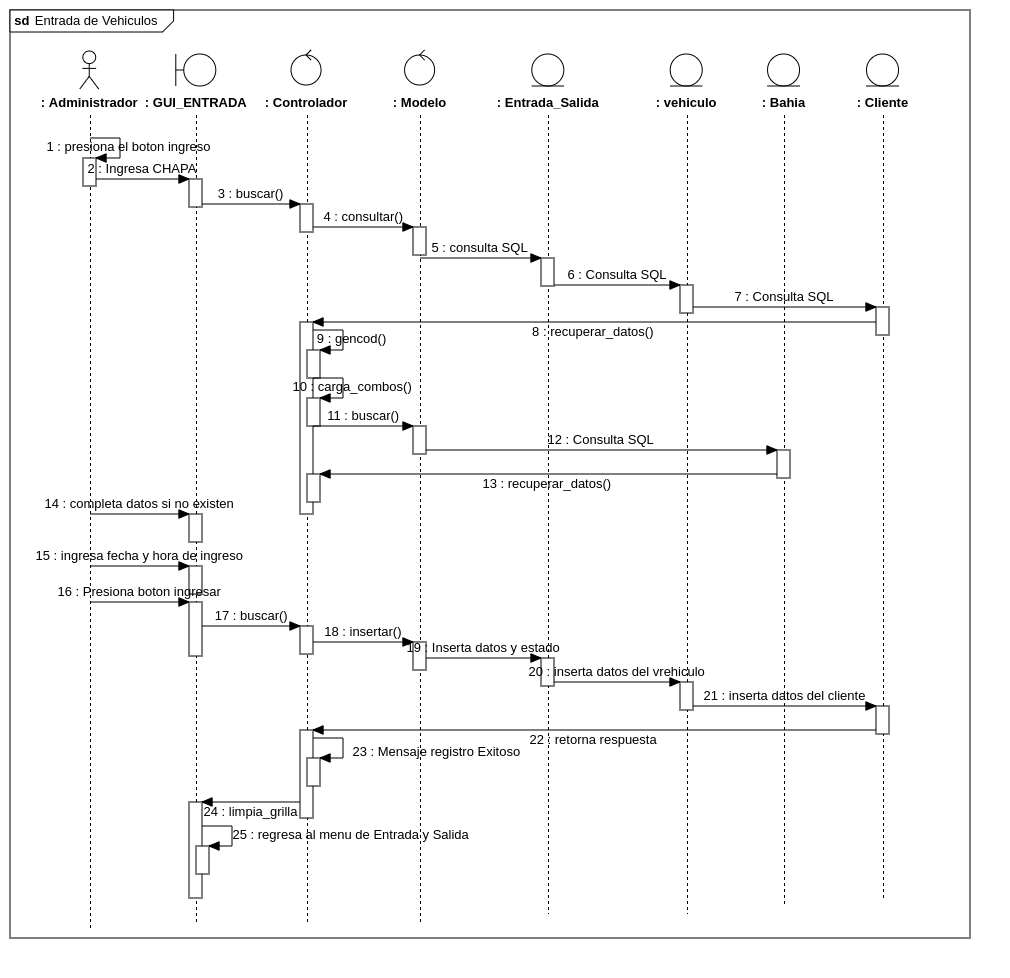 sd Entrada de Vehiculos
: Administrador
: GUI_ENTRADA
: Controlador
: Modelo
: Entrada_Salida
: vehiculo
: Bahia
: Cliente
1 : presiona el boton ingreso
2 : Ingresa CHAPA
3 : buscar()
4 : consultar()
5 : consulta SQL
6 : Consulta SQL
7 : Consulta SQL
8 : recuperar_datos()
9 : gencod()
10 : carga_combos()
11 : buscar()
12 : Consulta SQL
13 : recuperar_datos()
14 : completa datos si no existen
15 : ingresa fecha y hora de ingreso
16 : Presiona boton ingresar
17 : buscar()
18 : insertar()
19 : Inserta datos y estado
20 : inserta datos del vrehiculo
21 : inserta datos del cliente
22 : retorna respuesta
23 : Mensaje registro Exitoso
24 : limpia_grilla
25 : regresa al menu de Entrada y Salida